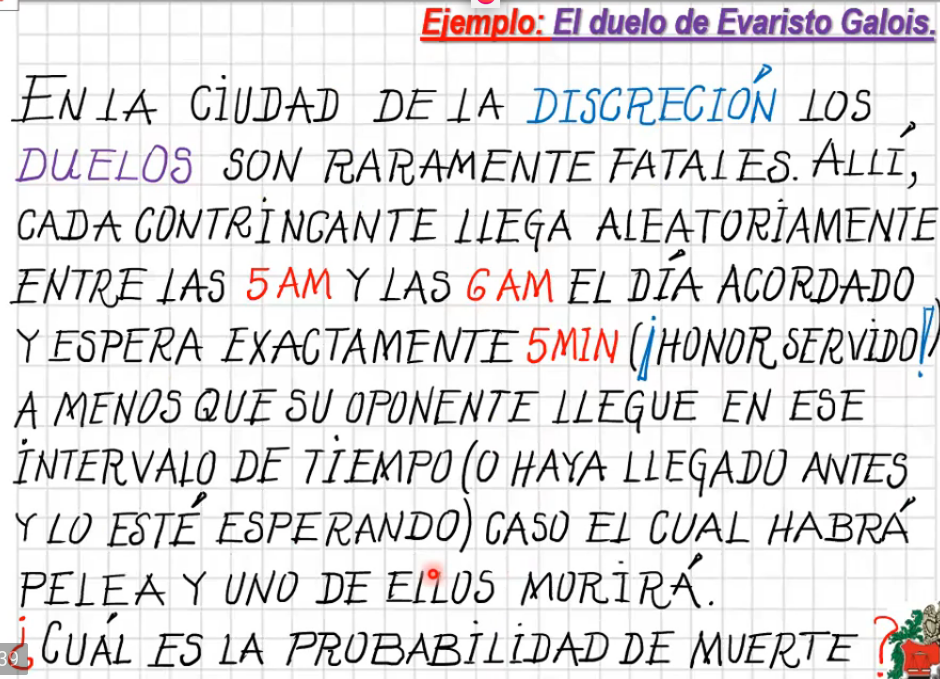 Ejemplo: El duelo de Evaristo Galois.
EN LA CIUDAD DE LA DISCRECIÓN LOS
DUELOS SON RARAMENTE FATALES. ALLÍ,
CADA CONTRINCANTE LLEGA ALEATORIAMENTE
ENTRE LAS 5 AM Y LAS 6 AM EL DÍA ACORDADO
Y ESPERA EXACTAMENTE 5 MIN (¡HONOR SERVIDO!)
A MENOS QUE SU OPONENTE LLEGUE EN ESE
INTERVALO DE TIEMPO (O HAYA LLEGADO ANTES
Y LO ESTÉ ESPERANDO) CASO EL CUAL HABRÁ
PELEA Y UNO DE ELLOS MORIRÁ.
¿CUÁL ES LA PROBABILIDAD DE MUERTE?
39